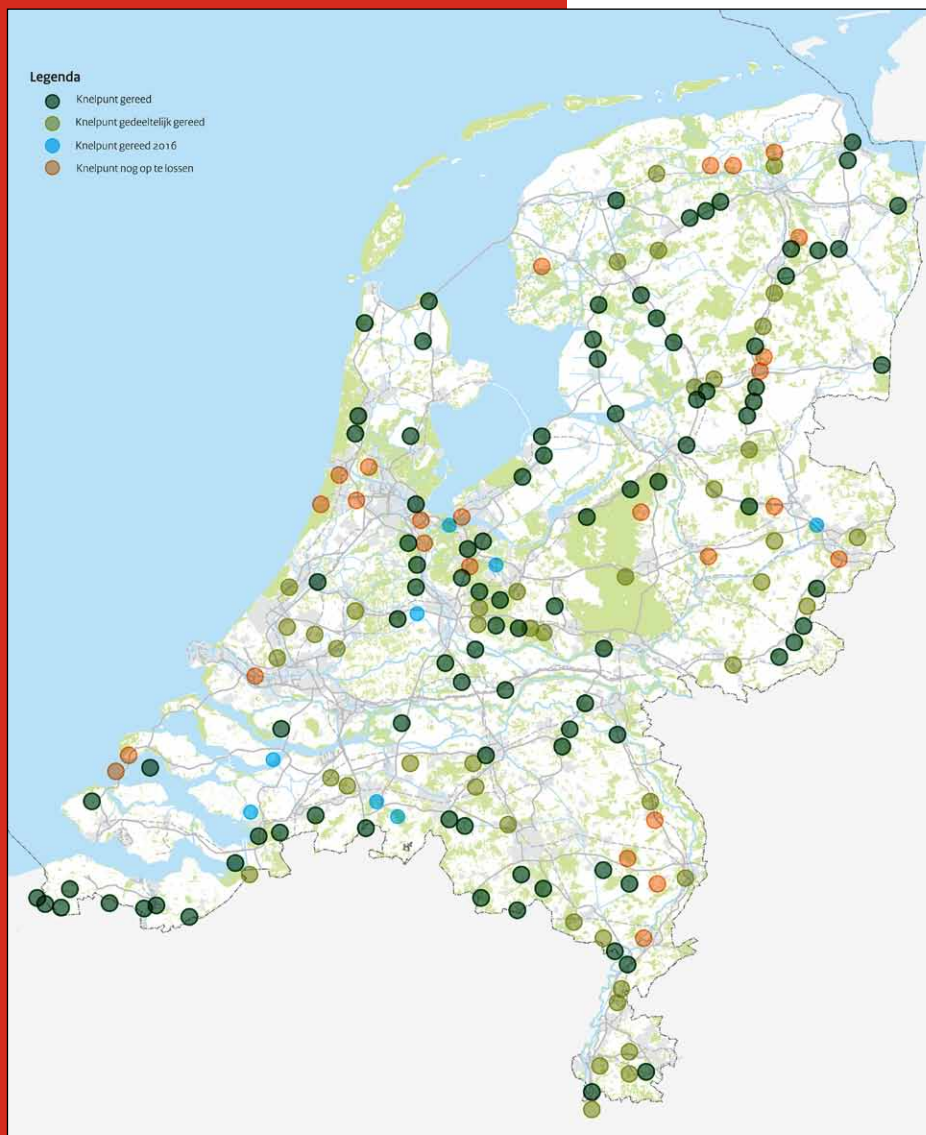 Legenda
Knelpunt gereed
Knelpunt gedeeltelijk gereed
Knelpunt gereed 2016
Knelpunt nog op te lossen